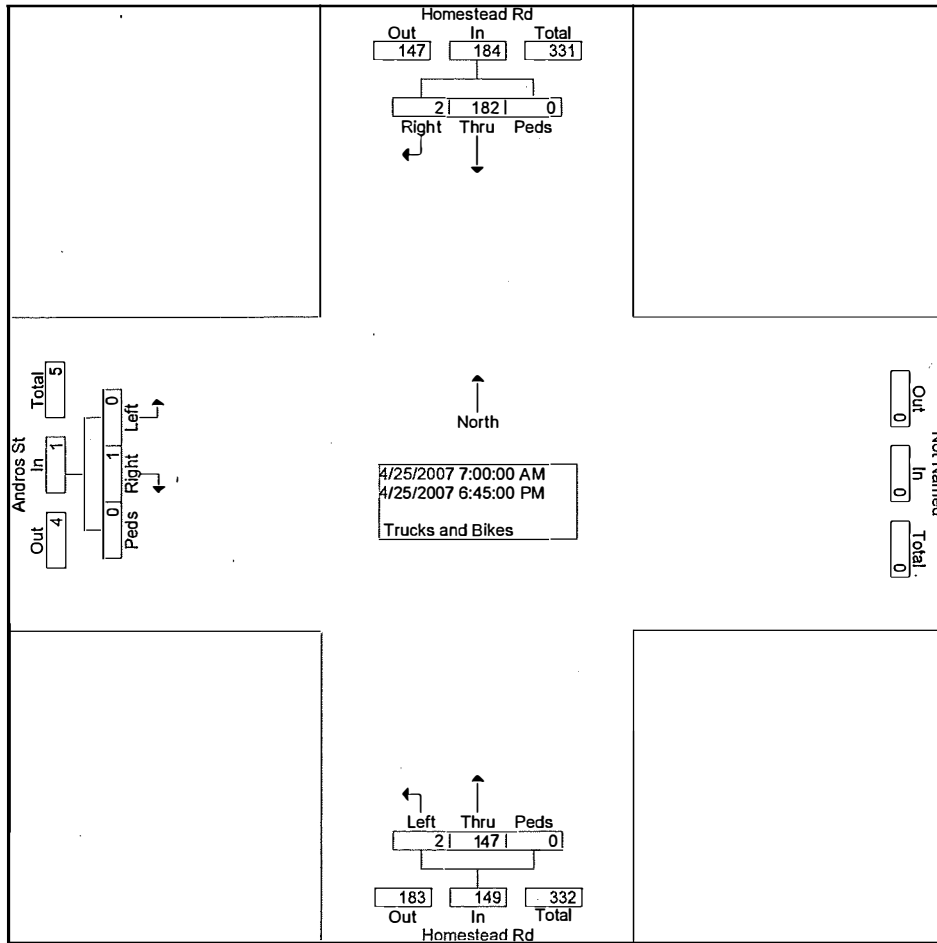 Homestead Rd
Out In Total
147 184 331
2 182 0
Right Thru Peds
North
4/25/2007 7:00:00 AM
4/25/2007 6:45:00 PM
Trucks and Bikes
Andros St
Out In Total
4 1 5
0 1 0
Peds Right Left
Not Named
Out In Total
0 0 0
Left Thru Peds
2 147 0
183 149 332
Out In Total
Homestead Rd